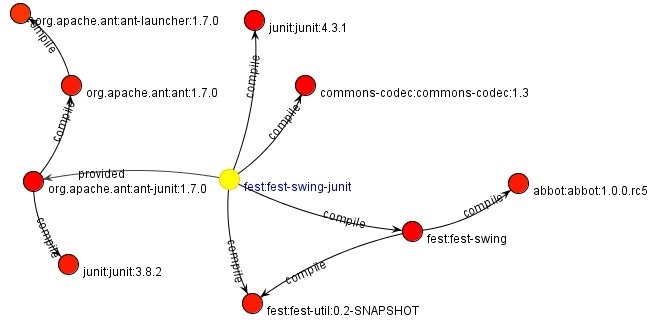 org.apache.ant:ant-launcher:1.7.0
junit:junit:4.3.1
compile
compile
org.apache.ant:ant:1.7.0
commons-codec:commons-codec:1.3
compile
compile
provided
org.apache.ant:ant-junit:1.7.0
fest:fest-swing-junit
abbot:abbot:1.0.0.rc5
compile
compile
compile
fest:fest-swing
compile
junit:junit:3.8.2
compile
fest:fest-util:0.2-SNAPSHOT